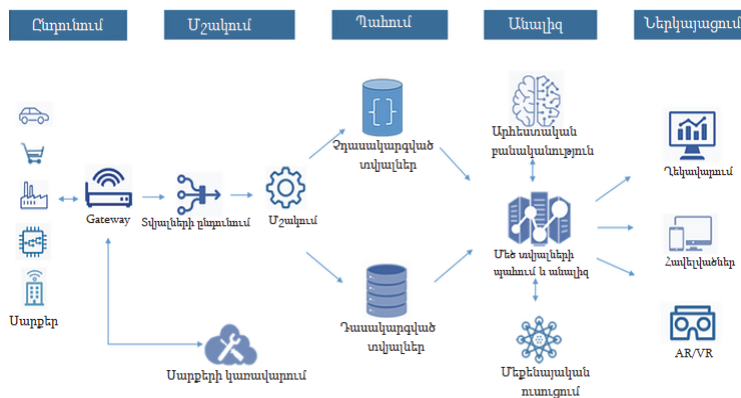 Ընդունում
Մշակում
Պահում
Անալիզ
Ներկայացում
Չդասակարգված
տվյալներ
Արհեստական
բանականություն
Ղեկավարում
Gateway
Տվյալների ընդունում
Մշակում
Մեծ տվյալների
պահում և անալիզ
Հավելվածներ
Սարքեր
Դասակարգված
տվյալներ
Սարքերի կառավարում
Մեքենայական
ուսուցում
AR/VR